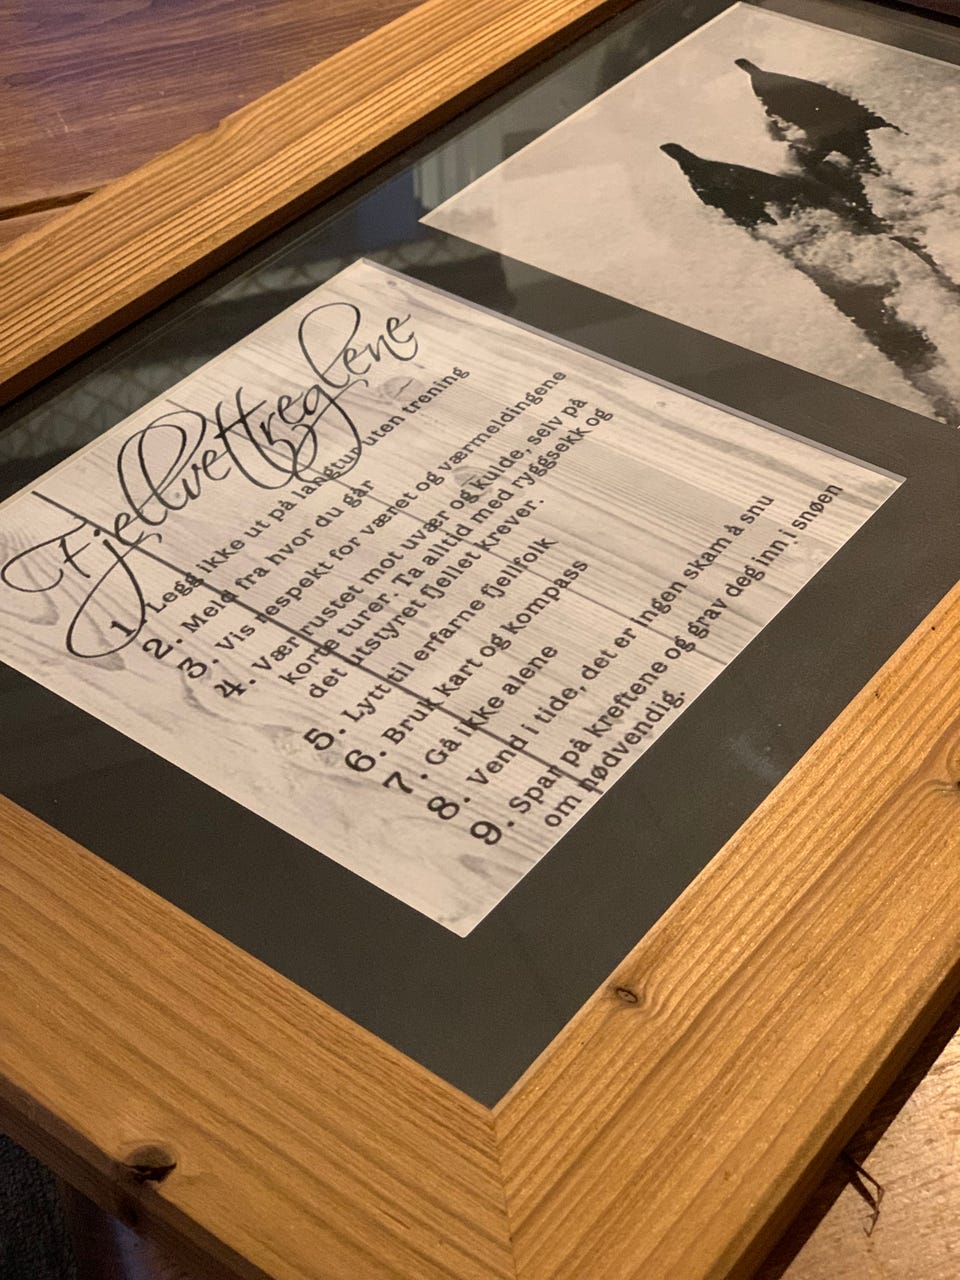 Fjellvettreglene
1. Legg ikke ut på langtur uten trening
2. Meld fra hvor du går
3. Vis respekt for vænet og værmeldingene
4. Vær rustet mot uvær og kulde, selv på
korte turer. Ta alltid med ryggsekk og
det utstyret fjellet krever.
5. Lytt til erfarne fjellfolk
6. Bruk kart og kompass
7. Gå ikke alene
8. Vend i tide, det er ingen skam å snu
9. Spar på kreftene og grav deg inn i snøen
om nødvendig.